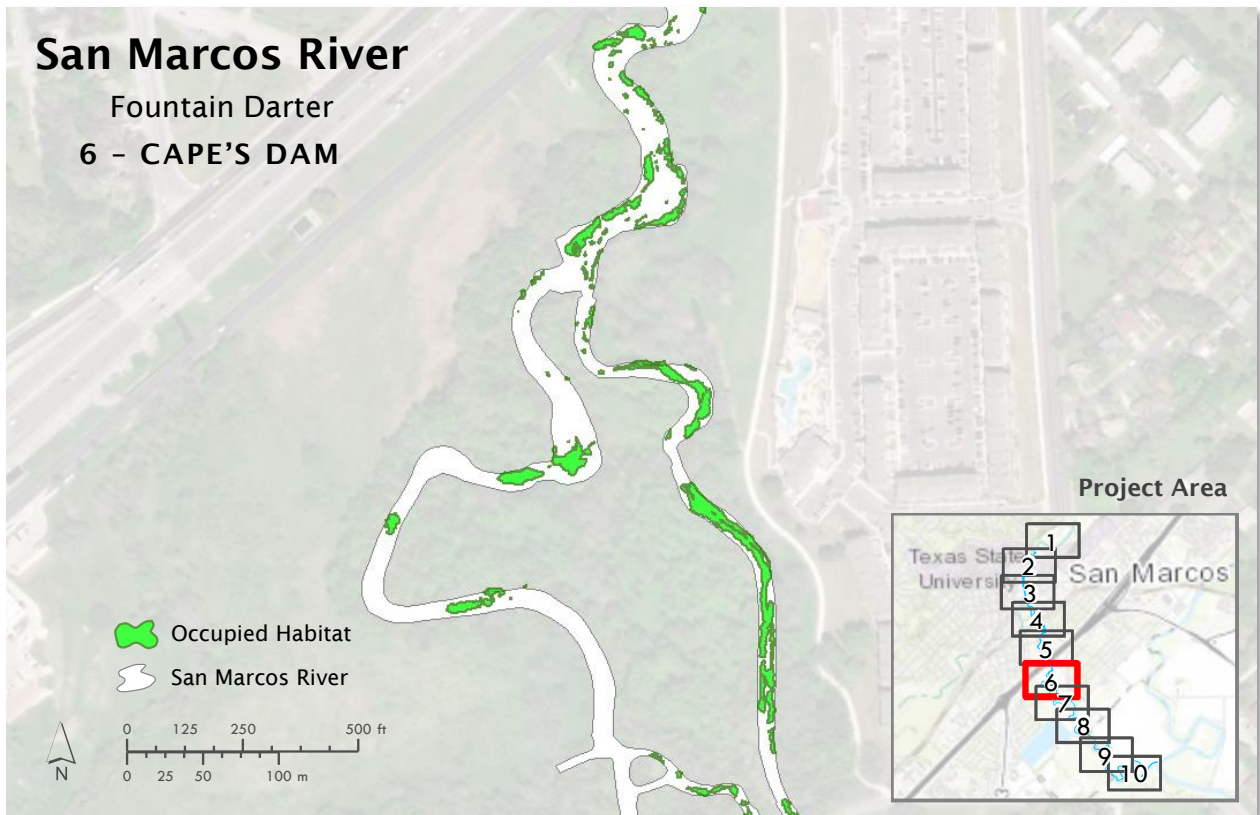 San Marcos River
Fountain Darter
6 – CAPE'S DAM
Occupied Habitat
San Marcos River
0 125 250 500 ft
0 25 50 100 m
N
Project Area
Texas State
University
San Marcos
1
2
3
4
5
6
7
8
9
10